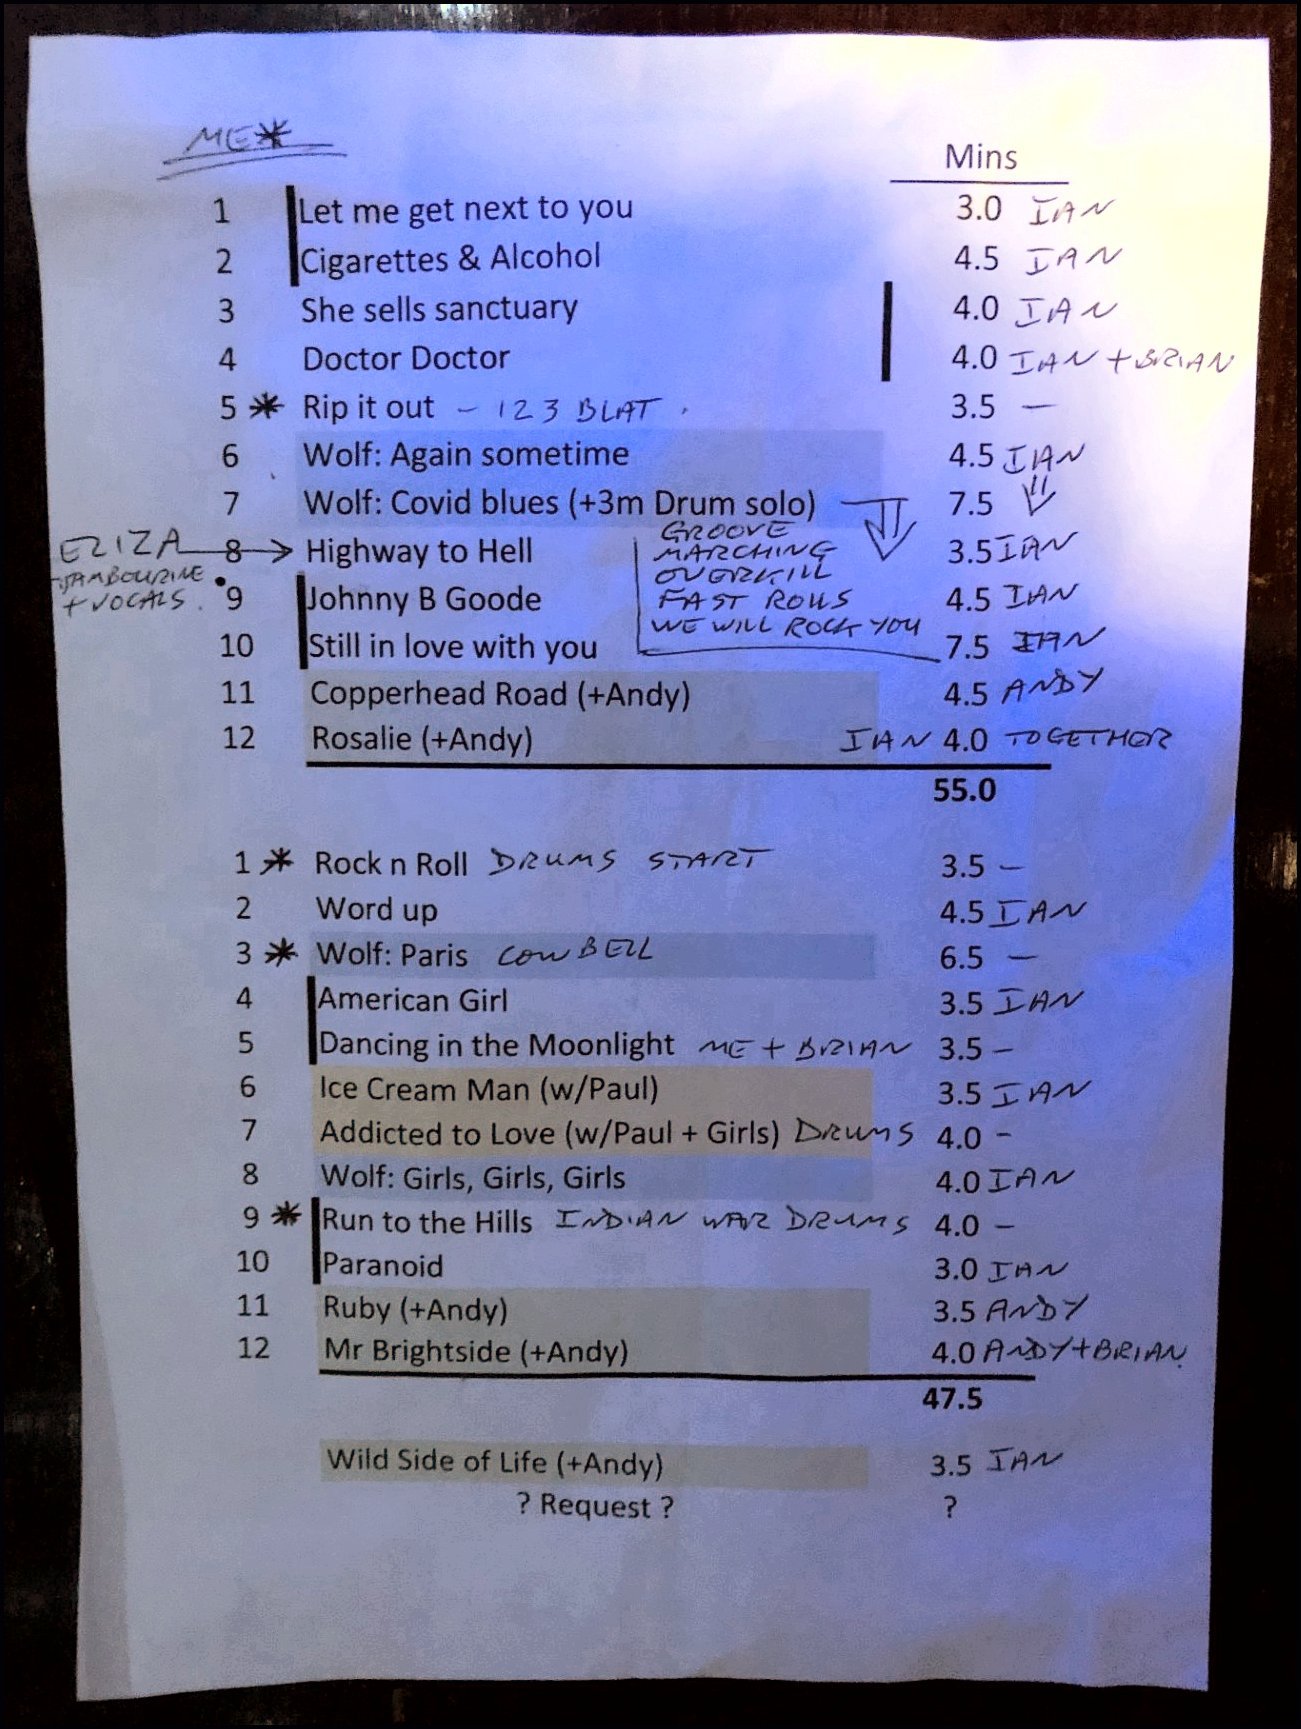 ME*
Mins
1 Let me get next to you 3.0 IAN
2 Cigarettes & Alcohol 4.5 IAN
3 She sells sanctuary 4.0 IAN
4 Doctor Doctor 4.0 IAN + BRIAN
5 * Rip it out - 1 2 3 BLAT . 3.5 —
6 Wolf: Again sometime 4.5 IAN
7 Wolf: Covid blues (+3m Drum solo) 7.5
GROOVE
ELIZA 8 Highway to Hell MARCHING 3.5 IAN
TAMBOURINE OVERKILL
+ VOCALS . 9 Johnny B Goode FAST ROLLS 4.5 IAN
WE WILL ROCK YOU
10 Still in love with you 7.5 IAN
11 Copperhead Road (+Andy) 4.5 ANDY
12 Rosalie (+Andy) IAN 4.0 TOGETHER
55.0
1 * Rock n Roll DRUMS START 3.5 —
2 Word up 4.5 IAN
3 * Wolf: Paris COWBELL 6.5 —
4 American Girl 3.5 IAN
5 Dancing in the Moonlight ME + BRIAN 3.5 —
6 Ice Cream Man (w/Paul) 3.5 IAN
7 Addicted to Love (w/Paul + Girls) DRUMS 4.0 -
8 Wolf: Girls, Girls, Girls 4.0 IAN
9 * Run to the Hills INDIAN WAR DRUMS 4.0 -
10 Paranoid 3.0 IAN
11 Ruby (+Andy) 3.5 ANDY
12 Mr Brightside (+Andy) 4.0 ANDY+BRIAN
47.5
Wild Side of Life (+Andy) 3.5 IAN
? Request ? ?